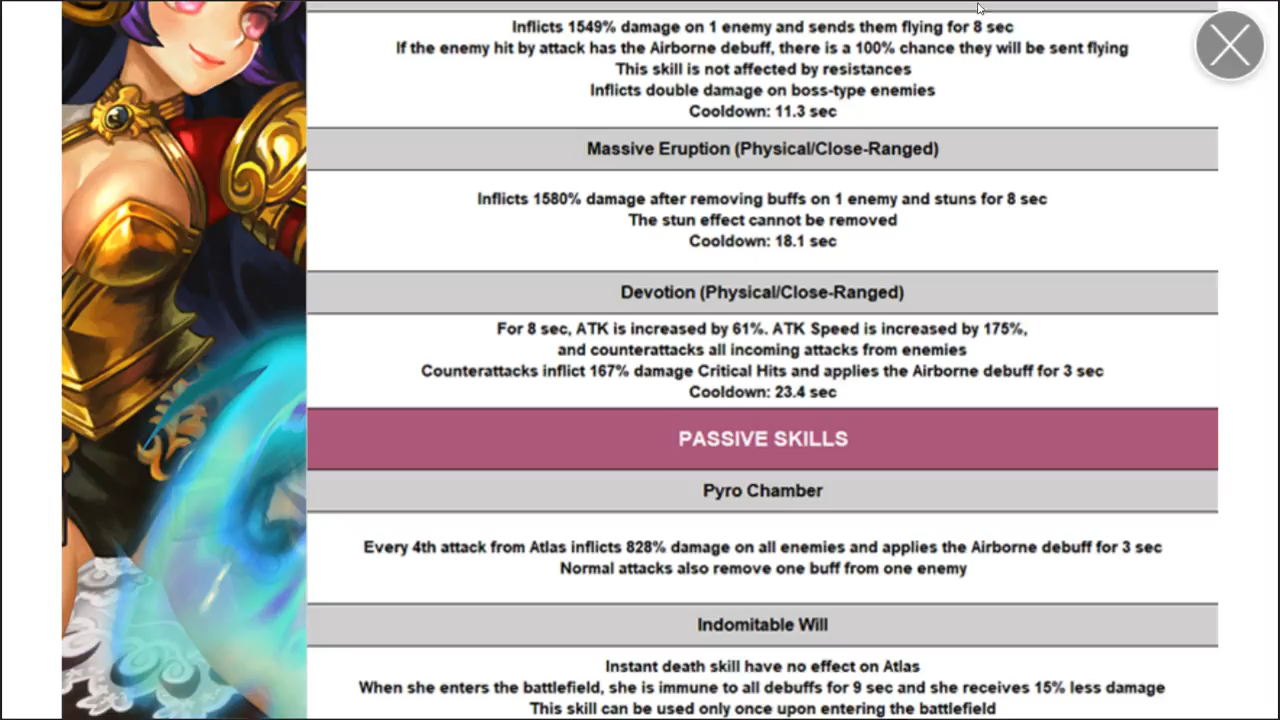 Inflicts 1549% damage on 1 enemy and sends them flying for 8 sec
If the enemy hit by attack has the Airborne debuff, there is a 100% chance they will be sent flying
This skill is not affected by resistances
Inflicts double damage on boss-type enemies
Cooldown: 11.3 sec
Massive Eruption (Physical/Close-Ranged)
Inflicts 1580% damage after removing buffs on 1 enemy and stuns for 8 sec
The stun effect cannot be removed
Cooldown: 18.1 sec
Devotion (Physical/Close-Ranged)
For 8 sec, ATK is increased by 61%. ATK Speed is increased by 175%,
and counterattacks all incoming attacks from enemies
Counterattacks inflict 167% damage Critical Hits and applies the Airborne debuff for 3 sec
Cooldown: 23.4 sec
PASSIVE SKILLS
Pyro Chamber
Every 4th attack from Atlas inflicts 828% damage on all enemies and applies the Airborne debuff for 3 sec
Normal attacks also remove one buff from one enemy
Indomitable Will
Instant death skill have no effect on Atlas
When she enters the battlefield, she is immune to all debuffs for 9 sec and she receives 15% less damage
This skill can be used only once upon entering the battlefield